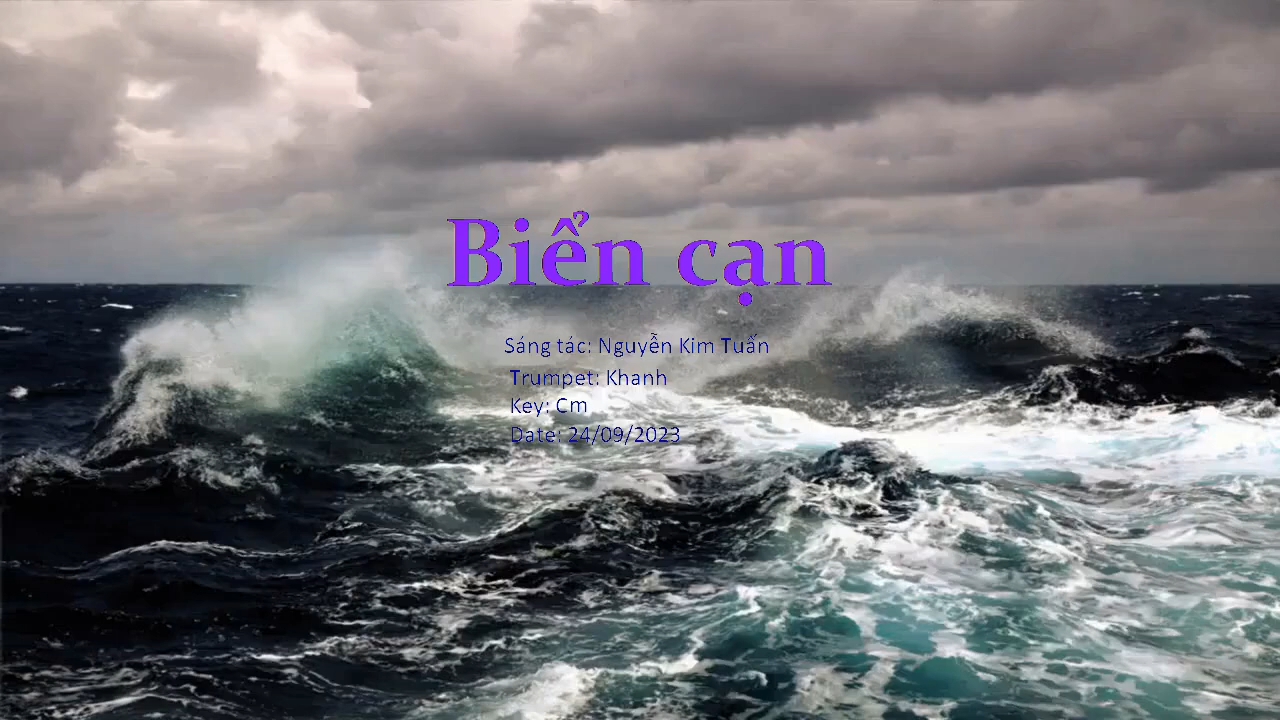 Biển cạn
Sáng tác: Nguyễn Kim Tuấn
Trumpet: Khanh
Key: Cm
Date: 24/09/2023